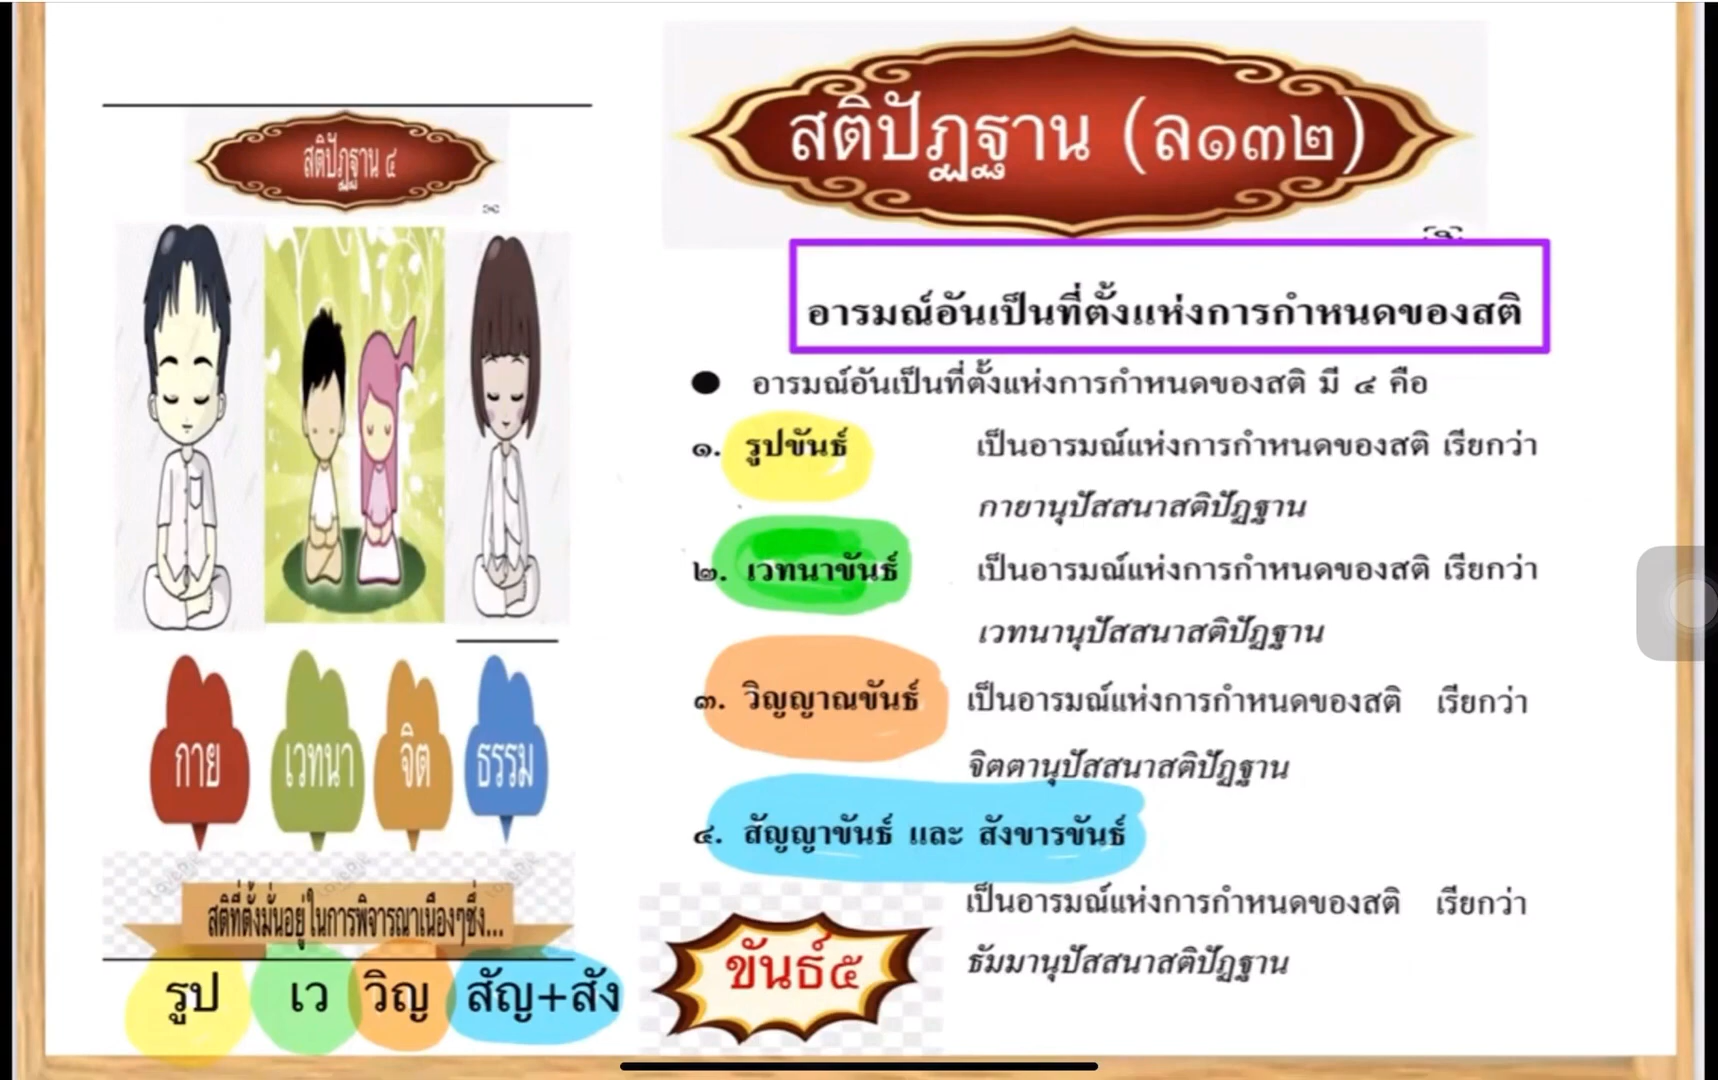 สติปัฏฐาน ๔
กาย เวทนา จิต ธรรม
สติที่ตั้งมั่นอยู่ในการพิจารณาเนืองๆซึ่ง...
รูป เว วิญ สัญ+สัง
สติปัฏฐาน (ล๑๓๒)
อารมณ์อันเป็นที่ตั้งแห่งการกำหนดของสติ
● อารมณ์อันเป็นที่ตั้งแห่งการกำหนดของสติ มี ๔ คือ
๑. รูปขันธ์ เป็นอารมณ์แห่งการกำหนดของสติ เรียกว่า
กายานุปัสสนาสติปัฏฐาน
๒. เวทนาขันธ์ เป็นอารมณ์แห่งการกำหนดของสติ เรียกว่า
เวทนานุปัสสนาสติปัฏฐาน
๓. วิญญาณขันธ์ เป็นอารมณ์แห่งการกำหนดของสติ เรียกว่า
จิตตานุปัสสนาสติปัฏฐาน
๔. สัญญาขันธ์ และ สังขารขันธ์
เป็นอารมณ์แห่งการกำหนดของสติ เรียกว่า
ธัมมานุปัสสนาสติปัฏฐาน
ขันธ์๕